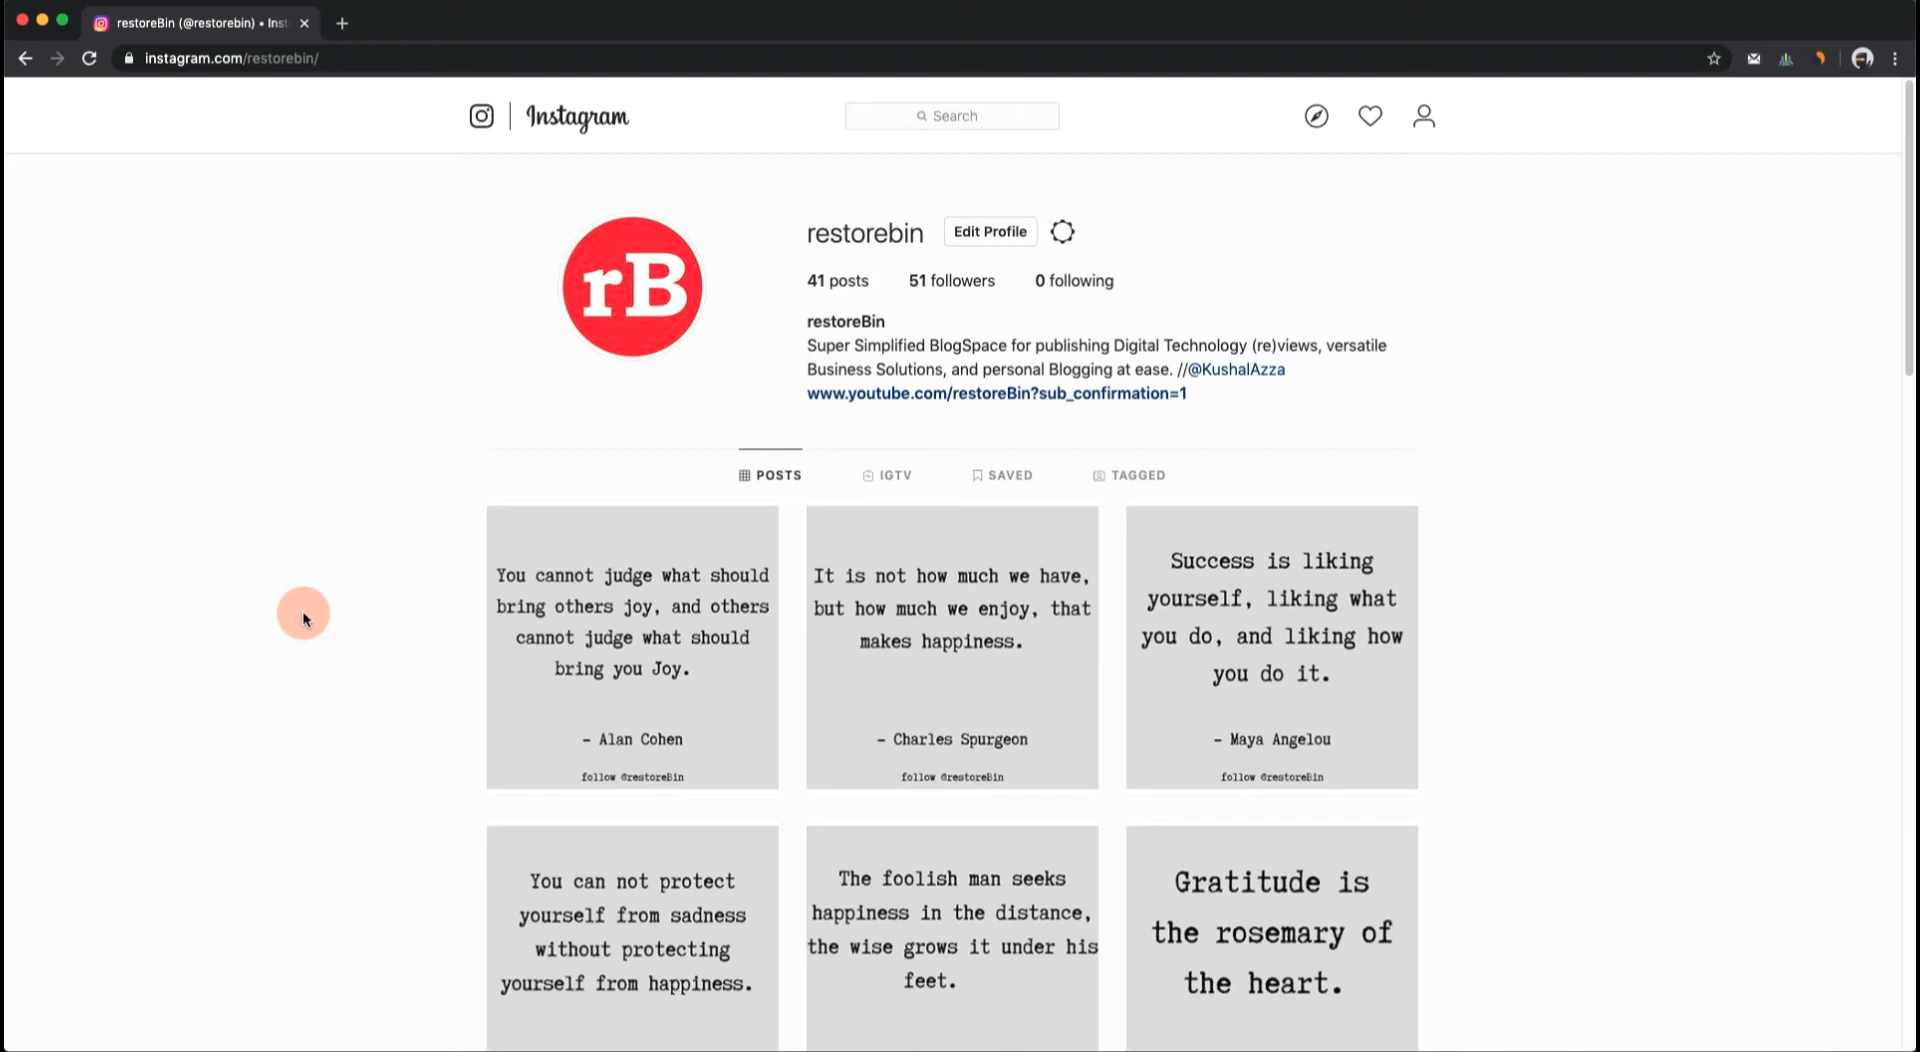 restoreBin (@restorebin) • Inst
instagram.com/restorebin/
Instagram
Search
rB
restorebin
Edit Profile
41 posts
51 followers
0 following
restoreBin
Super Simplified BlogSpace for publishing Digital Technology (re)views, versatile
Business Solutions, and personal Blogging at ease. //@KushalAzza
www.youtube.com/restoreBin?sub_confirmation=1
POSTS
IGTV
SAVED
TAGGED
You cannot judge what should
bring others joy, and others
cannot judge what should
bring you Joy.
– Alan Cohen
follow @restoreBin
It is not how much we have,
but how much we enjoy, that
makes happiness.
– Charles Spurgeon
follow @restoreBin
Success is liking
yourself, liking what
you do, and liking how
you do it.
– Maya Angelou
follow @restoreBin
You can not protect
yourself from sadness
without protecting
yourself from happiness.
The foolish man seeks
happiness in the distance,
the wise grows it under his
feet.
Gratitude is
the rosemary of
the heart.